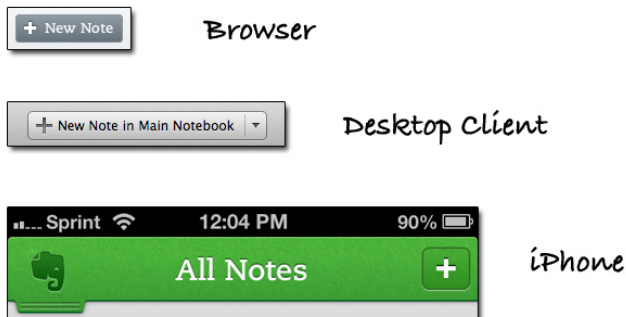 + New Note
Browser
+ New Note in Main Notebook
Desktop Client
Sprint 12:04 PM 90%
All Notes +
iPhone